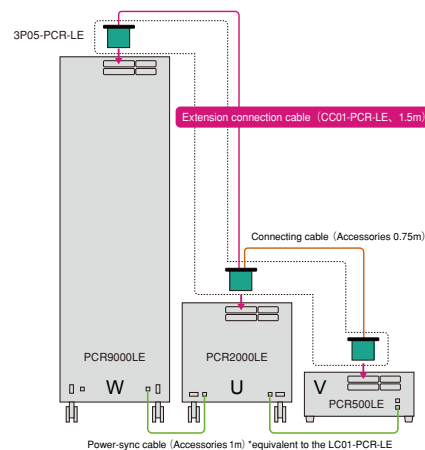 3P05-PCR-LE
Extension connection cable（CC01-PCR-LE、1.5m）
Connecting cable（Accessories 0.75m）
PCR9000LE
PCR2000LE
W
U
V
PCR500LE
Power-sync cable（Accessories 1m）*equivalent to the LC01-PCR-LE